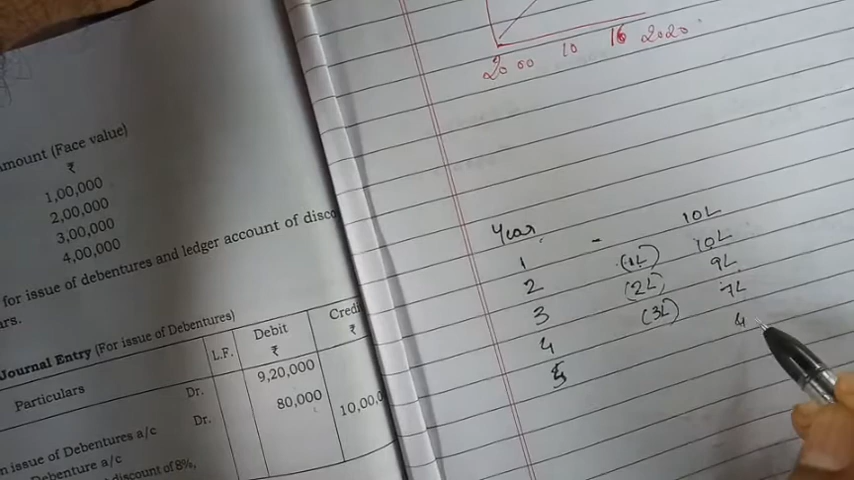 2000 10 16 2020
amount (Face value)
₹
1,00,000
2,00,000
3,00,000
4,00,000
for issue of debentures and ledger account of disco
ars.
Journal Entry (For issue of Debentures)
Particulars L.F. Debit Credi
₹ ₹
Dr. 9,20,000
n issue of Debentures a/c Dr. 80,000
Debenture a/c 10,00,0
discount of 8%,
Year - 10L
1 (1L) 10L
2 (2L) 9L
3 (3L) 7L
4 4
5